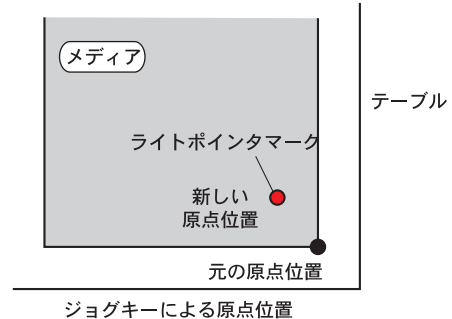 メディア
テーブル
ライトポインタマーク
新しい
原点位置
元の原点位置
ジョグキーによる原点位置